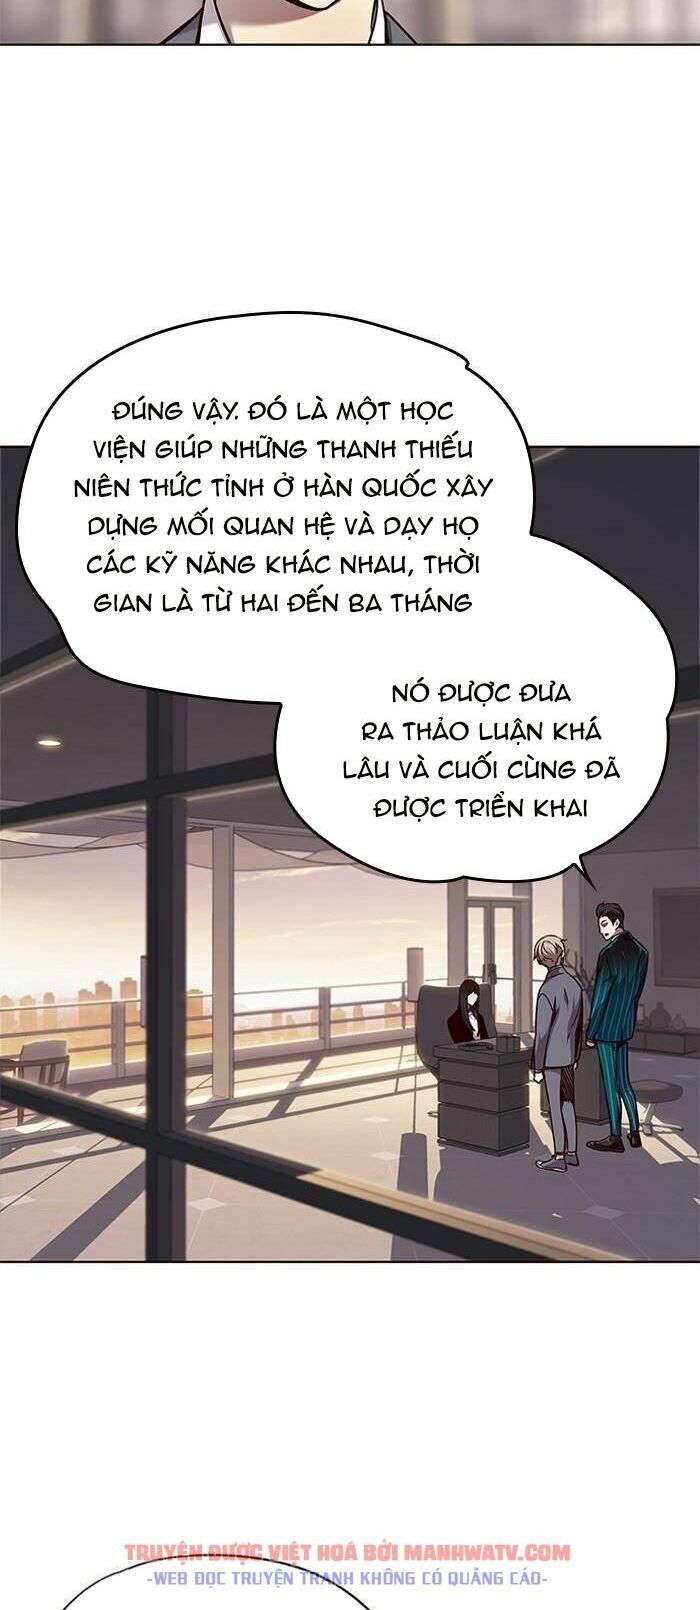 ĐÚNG VẬY. ĐÓ LÀ MỘT HỌC
VIỆN GIÚP NHỮNG THANH THIẾU
NIÊN THỨC TỈNH Ở HÀN QUỐC XÂY
DỰNG MỐI QUAN HỆ VÀ DẠY HỌ
CÁC KỸ NĂNG KHÁC NHAU, THỜI
GIAN LÀ TỪ HAI ĐẾN BA THÁNG
NÓ ĐƯỢC ĐƯA
RA THẢO LUẬN KHÁ
LÂU VÀ CUỐI CÙNG ĐÃ
ĐƯỢC TRIỂN KHAI
TRUYỆN ĐƯỢC VIỆT HOÁ BỞI MANHWATV.COM
-WEB ĐỌC TRUYỆN TRANH KHÔNG CÓ QUẢNG CÁO-